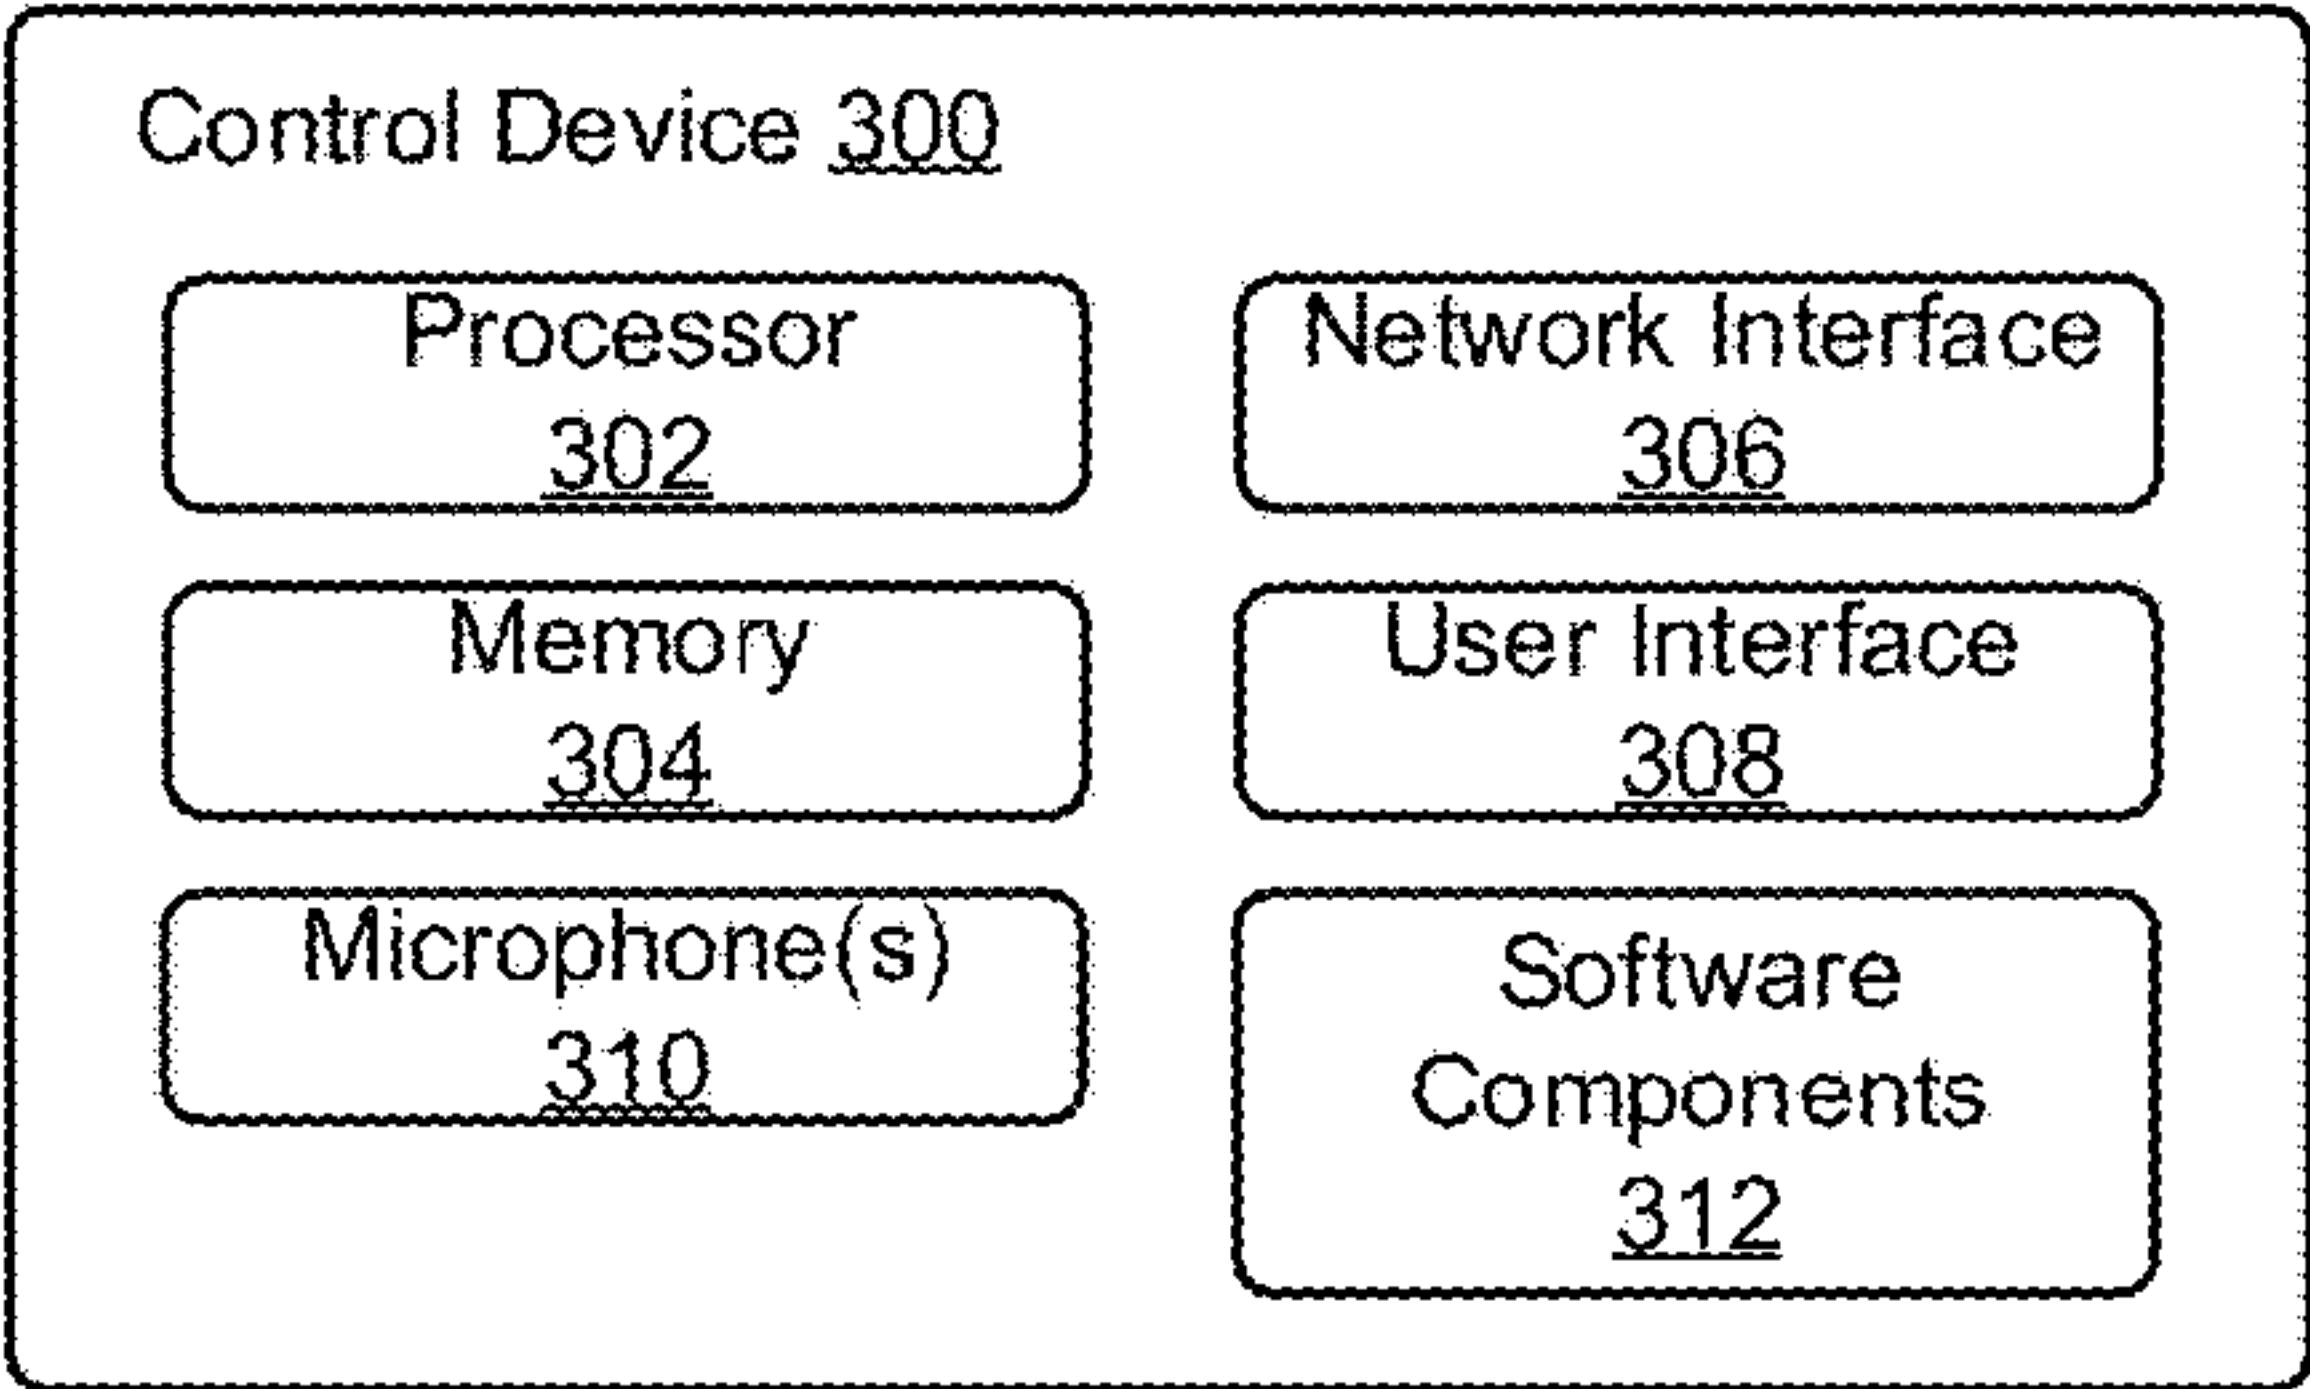 Control Device 300
Processor
302
Network Interface
306
Memory
304
User Interface
308
Microphone(s)
310
Software
Components
312